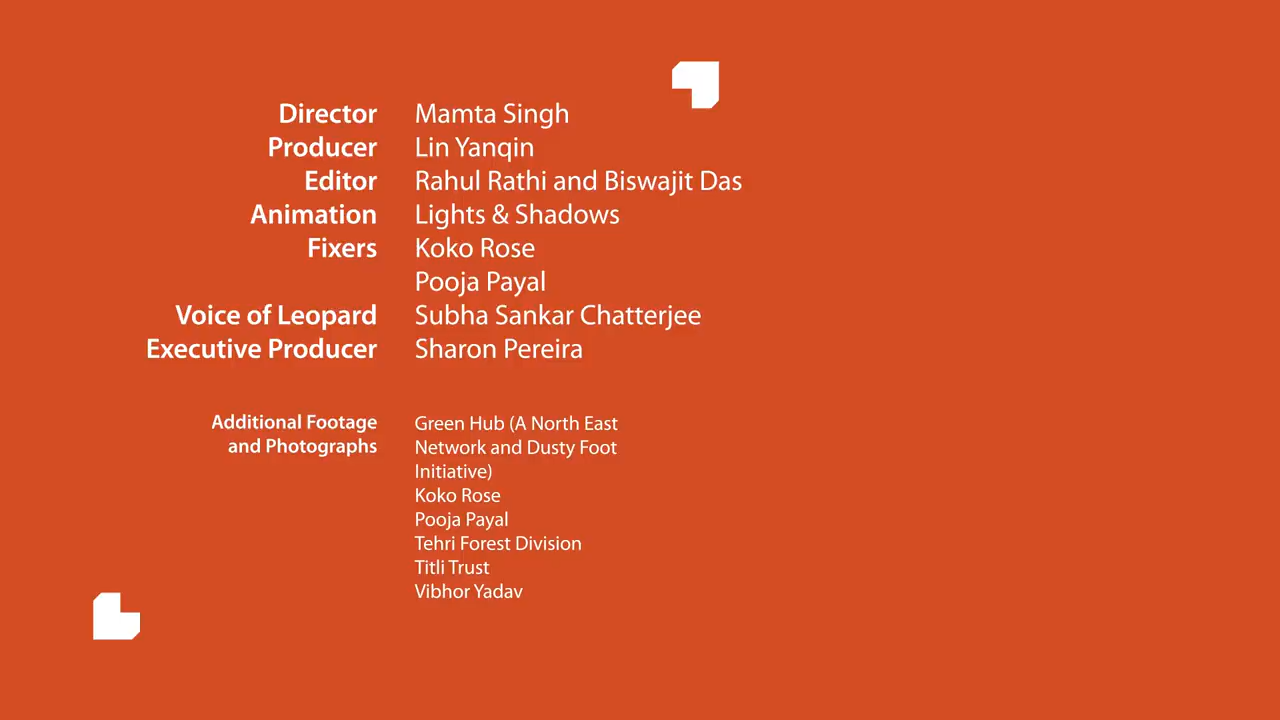 Director Mamta Singh
Producer Lin Yanqin
Editor Rahul Rathi and Biswajit Das
Animation Lights & Shadows
Fixers Koko Rose
Pooja Payal
Voice of Leopard Subha Sankar Chatterjee
Executive Producer Sharon Pereira
Additional Footage Green Hub (A North East
and Photographs Network and Dusty Foot
Initiative)
Koko Rose
Pooja Payal
Tehri Forest Division
Titli Trust
Vibhor Yadav